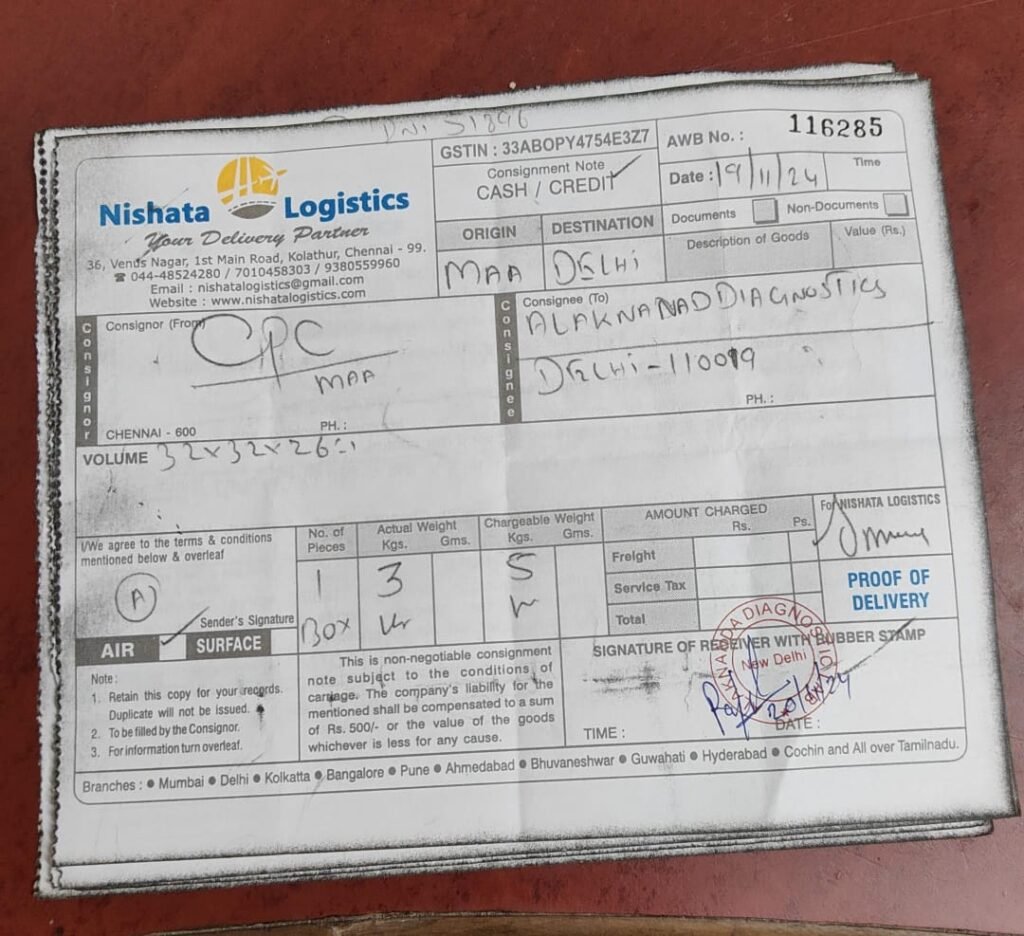 GSTIN : 33ABOPY4754E3Z7
AWB No. : 116285
Nishata Logistics
Your Delivery Partner
36, Venus Nagar, 1st Main Road, Kolathur, Chennai - 99.
☎ 044-48524280 / 7010458303 / 9380559960
Email : nishatalogistics@gmail.com
Website : www.nishatalogistics.com
Consignment Note
CASH / CREDIT
Date : 19/11/24
Time
Documents
Non-Documents
ORIGIN
DESTINATION
Description of Goods
Value (Rs.)
MAA
DELHI
Consignor
Consignor (From)
CPC
MAA
CHENNAI - 600
PH. :
Consignee
Consignee (To)
ALAKNANAD DIAGNOSTICS
DELHI-110019
PH. :
VOLUME 32x32x26
I/We agree to the terms & conditions
mentioned below & overleaf
A
Sender's Signature
AIR
SURFACE
No. of Pieces
Actual Weight
Kgs. Gms.
Chargeable Weight
Kgs. Gms.
1
3
5
BOX
AMOUNT CHARGED
Rs. Ps.
Freight
Service Tax
Total
For NISHATA LOGISTICS
PROOF OF
DELIVERY
Note :
1. Retain this copy for your records.
Duplicate will not be issued.
2. To be filled by the Consignor.
3. For information turn overleaf.
This is non-negotiable consignment
note subject to the conditions of
carriage. The company's liability for the
mentioned shall be compensated to a sum
of Rs. 500/- or the value of the goods
whichever is less for any cause.
SIGNATURE OF RECEIVER WITH RUBBER STAMP
New Delhi
20/11/24
TIME :
DATE :
Branches : ● Mumbai ● Delhi ● Kolkatta ● Bangalore ● Pune ● Ahmedabad ● Bhuvaneshwar ● Guwahati ● Hyderabad ● Cochin and All over Tamilnadu.